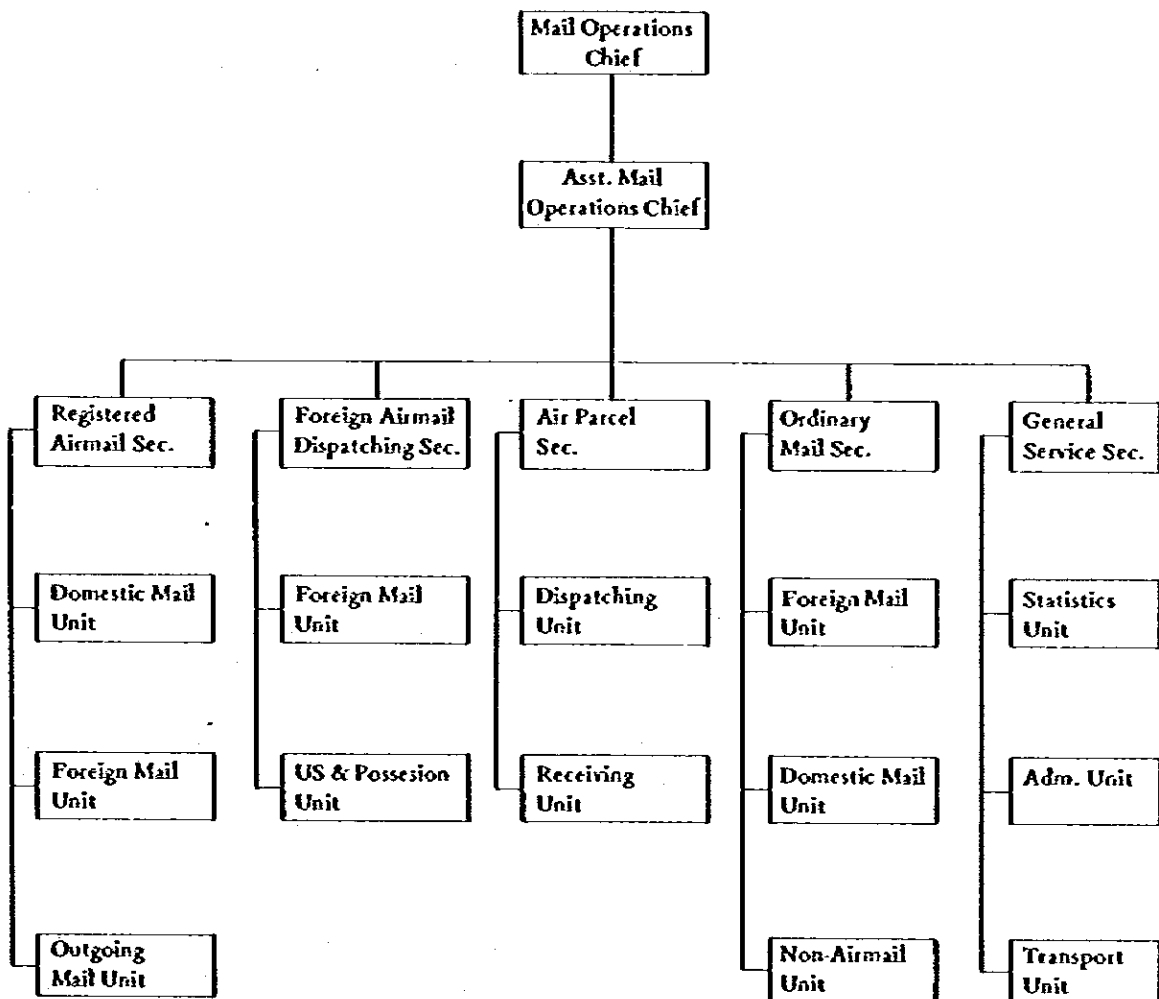 Mail Operations
Chief
Asst. Mail
Operations Chief
Registered
Airmail Sec.
Foreign Airmail
Dispatching Sec.
Air Parcel
Sec.
Ordinary
Mail Sec.
General
Service Sec.
Domestic Mail
Unit
Foreign Mail
Unit
Dispatching
Unit
Foreign Mail
Unit
Statistics
Unit
Foreign Mail
Unit
US & Possesion
Unit
Receiving
Unit
Domestic Mail
Unit
Adm. Unit
Outgoing
Mail Unit
Non-Airmail
Unit
Transport
Unit